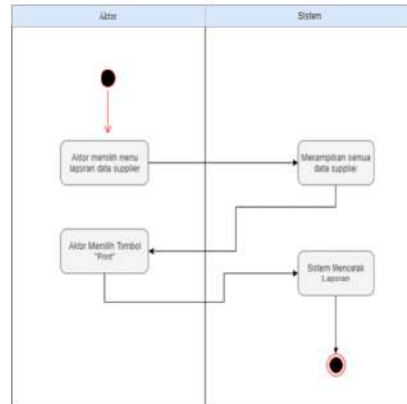 Aktor
Sistem
Aktor memilih menu
laporan data supplier
Menampilkan semua
data supplier
Aktor Memilih Tombol
"Print"
Sistem Mencetak
Laporan